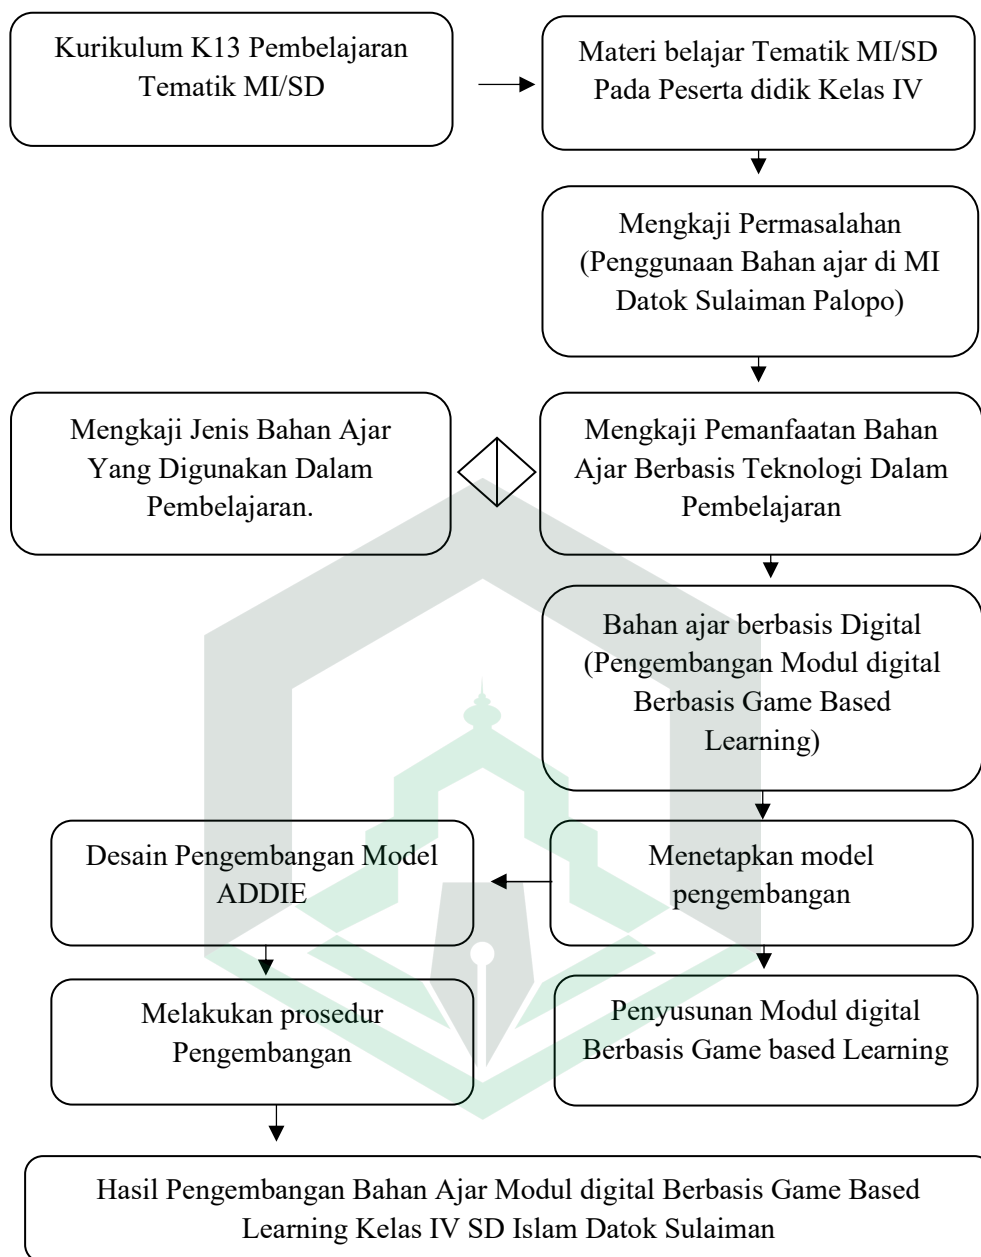 Kurikulum K13 Pembelajaran
Tematik MI/SD
Materi belajar Tematik MI/SD
Pada Peserta didik Kelas IV
Mengkaji Permasalahan
(Penggunaan Bahan ajar di MI
Datok Sulaiman Palopo)
Mengkaji Jenis Bahan Ajar
Yang Digunakan Dalam
Pembelajaran.
Mengkaji Pemanfaatan Bahan
Ajar Berbasis Teknologi Dalam
Pembelajaran
Bahan ajar berbasis Digital
(Pengembangan Modul digital
Berbasis Game Based
Learning)
Desain Pengembangan Model
ADDIE
Menetapkan model
pengembangan
Melakukan prosedur
Pengembangan
Penyusunan Modul digital
Berbasis Game based Learning
Hasil Pengembangan Bahan Ajar Modul digital Berbasis Game Based
Learning Kelas IV SD Islam Datok Sulaiman